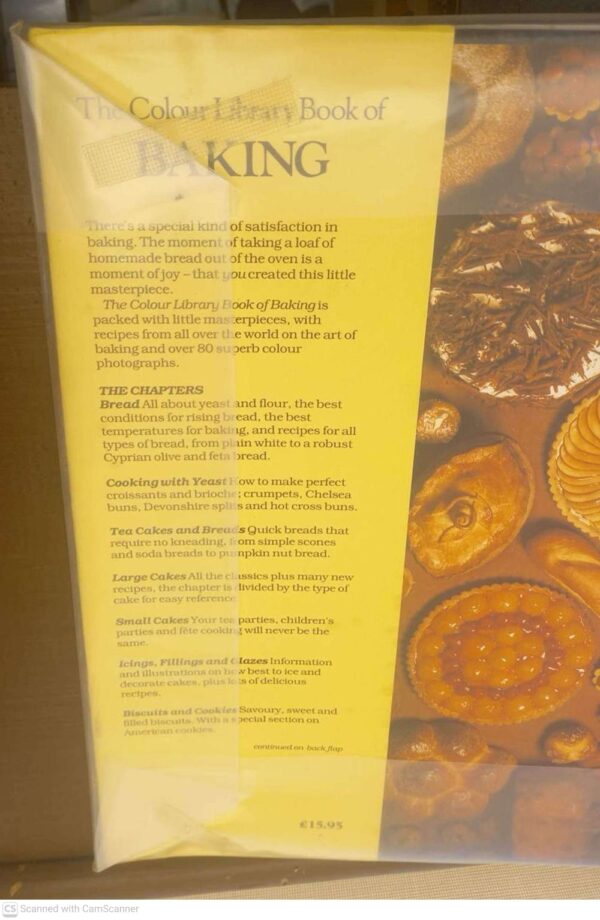 The Colour Library Book of
BAKING
There's a special kind of satisfaction in
baking. The moment of taking a loaf of
homemade bread out of the oven is a
moment of joy – that you created this little
masterpiece.
The Colour Library Book of Baking is
packed with little masterpieces, with
recipes from all over the world on the art of
baking and over 80 superb colour
photographs.
THE CHAPTERS
Bread All about yeast and flour, the best
conditions for rising bread, the best
temperatures for baking, and recipes for all
types of bread, from plain white to a robust
Cyprian olive and feta bread.
Cooking with Yeast How to make perfect
croissants and brioche; crumpets, Chelsea
buns, Devonshire splits and hot cross buns.
Tea Cakes and Breads Quick breads that
require no kneading, from simple scones
and soda breads to pumpkin nut bread.
Large Cakes All the classics plus many new
recipes, the chapter is divided by the type of
cake for easy reference.
Small Cakes Your tea parties, children's
parties and fête cooking will never be the
same.
Icings, Fillings and Glazes Information
and illustrations on how best to ice and
decorate cakes, plus lots of delicious
recipes.
Biscuits and Cookies Savoury, sweet and
filled biscuits. With a special section on
American cookies.
continued on back flap
£15.95
CS Scanned with CamScanner